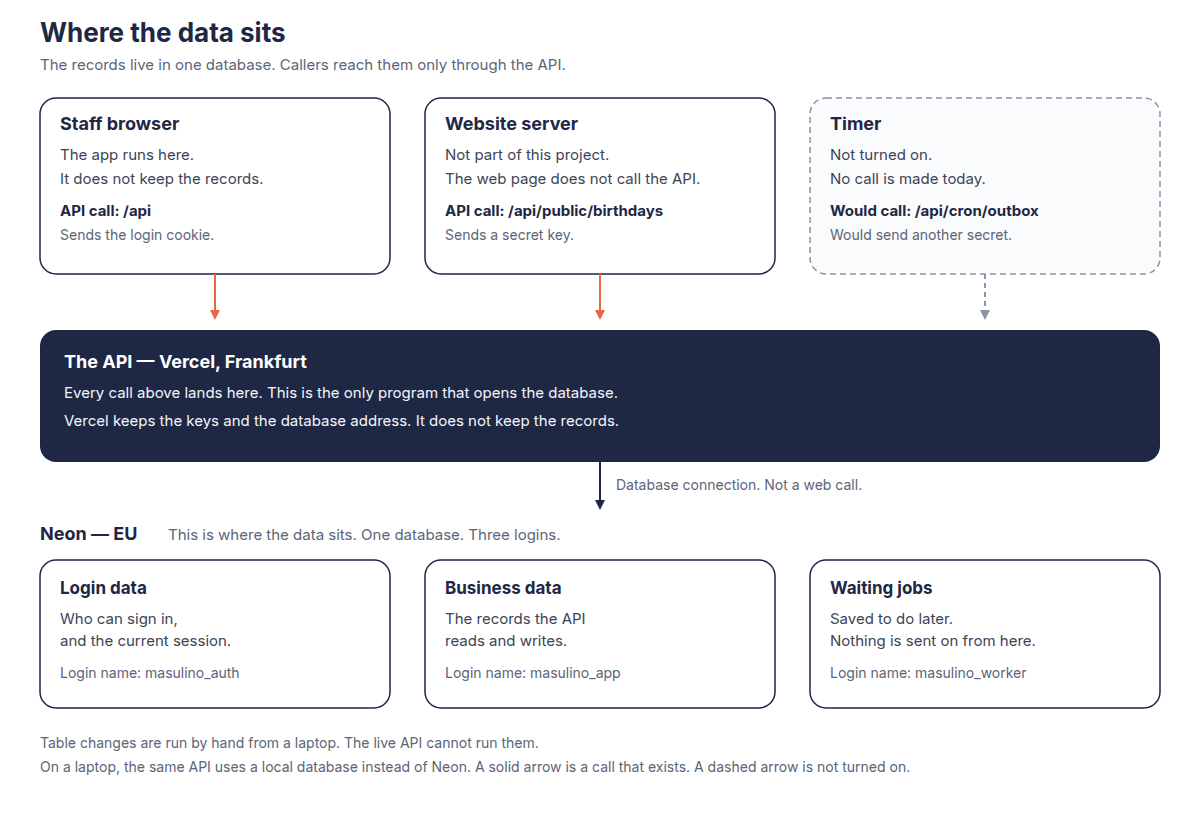 Where the data sits
The records live in one database. Callers reach them only through the API.
Staff browser
The app runs here.
It does not keep the records.
API call: /api
Sends the login cookie.
Website server
Not part of this project.
The web page does not call the API.
API call: /api/public/birthdays
Sends a secret key.
Timer
Not turned on.
No call is made today.
Would call: /api/cron/outbox
Would send another secret.
The API — Vercel, Frankfurt
Every call above lands here. This is the only program that opens the database.
Vercel keeps the keys and the database address. It does not keep the records.
Database connection. Not a web call.
Neon — EU
This is where the data sits. One database. Three logins.
Login data
Who can sign in,
and the current session.
Login name: masulino_auth
Business data
The records the API
reads and writes.
Login name: masulino_app
Waiting jobs
Saved to do later.
Nothing is sent on from here.
Login name: masulino_worker
Table changes are run by hand from a laptop. The live API cannot run them.
On a laptop, the same API uses a local database instead of Neon. A solid arrow is a call that exists. A dashed arrow is not turned on.